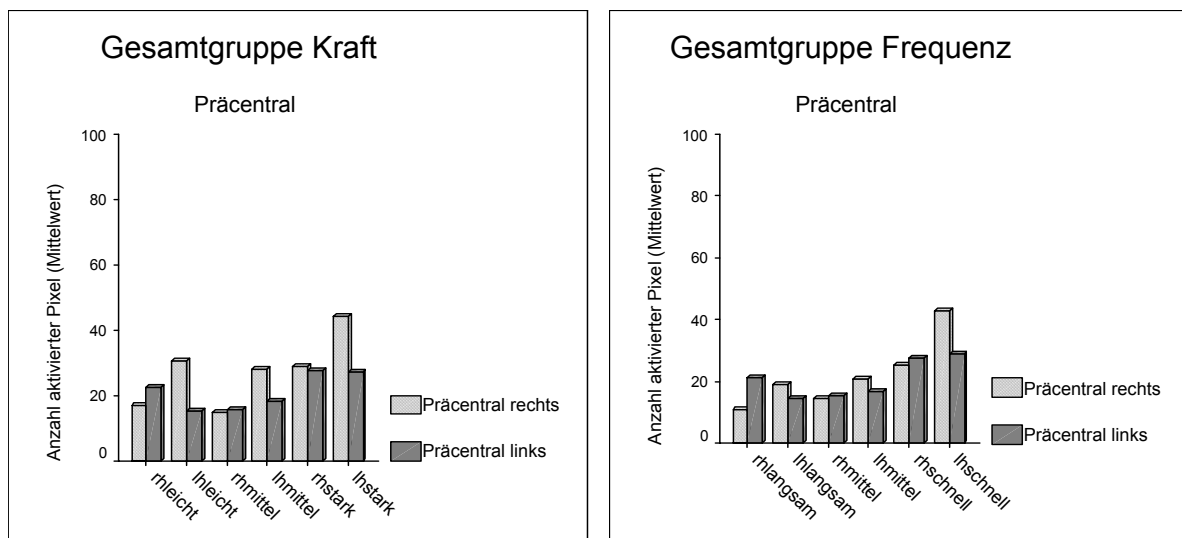 Gesamtgruppe Kraft
Präcentral
Anzahl aktivierter Pixel (Mittelwert)
100
80
60
40
20
0
rhleicht
lhleicht
rhmittel
lhmittel
rhstark
lhstark
Präcentral rechts
Präcentral links
Gesamtgruppe Frequenz
Präcentral
Anzahl aktivierter Pixel (Mittelwert)
100
80
60
40
20
0
rhlangsam
lhlangsam
rhmittel
lhmittel
rhschnell
lhschnell
Präcentral rechts
Präcentral links